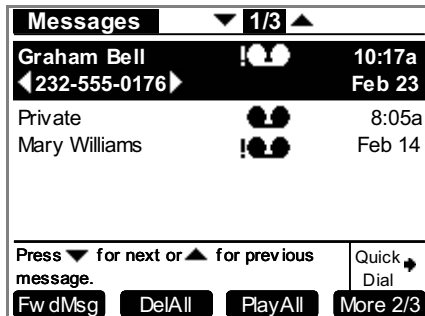 Messages ▼ 1/3 ▲
Graham Bell ! 10:17a
◀232-555-0176▶ Feb 23
Private 8:05a
Mary Williams ! Feb 14
Press ▼ for next or ▲ for previous
message.
Quick
Dial
FwdMsg DelAll PlayAll More 2/3